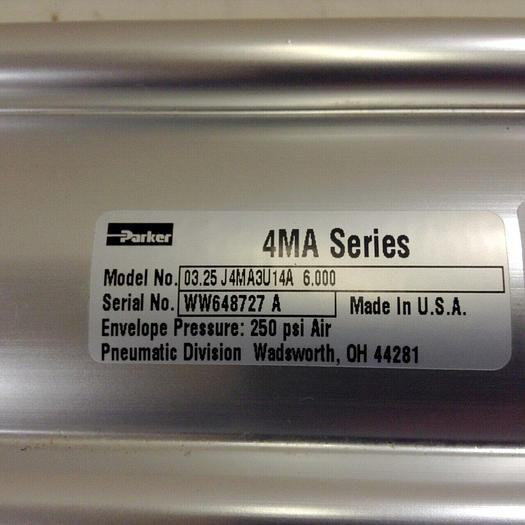 Parker
4MA Series
Model No. 03.25 J4MA3U14A 6.000
Serial No. WW648727 A Made In U.S.A.
Envelope Pressure: 250 psi Air
Pneumatic Division Wadsworth, OH 44281